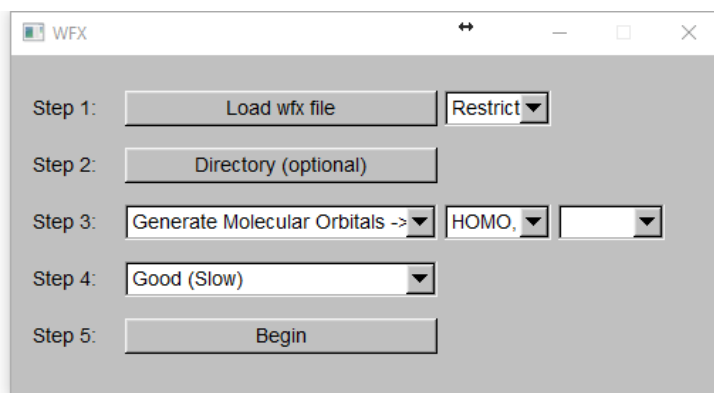 WFX
Step 1: Load wfx file Restrict
Step 2: Directory (optional)
Step 3: Generate Molecular Orbitals -> HOMO,
Step 4: Good (Slow)
Step 5: Begin